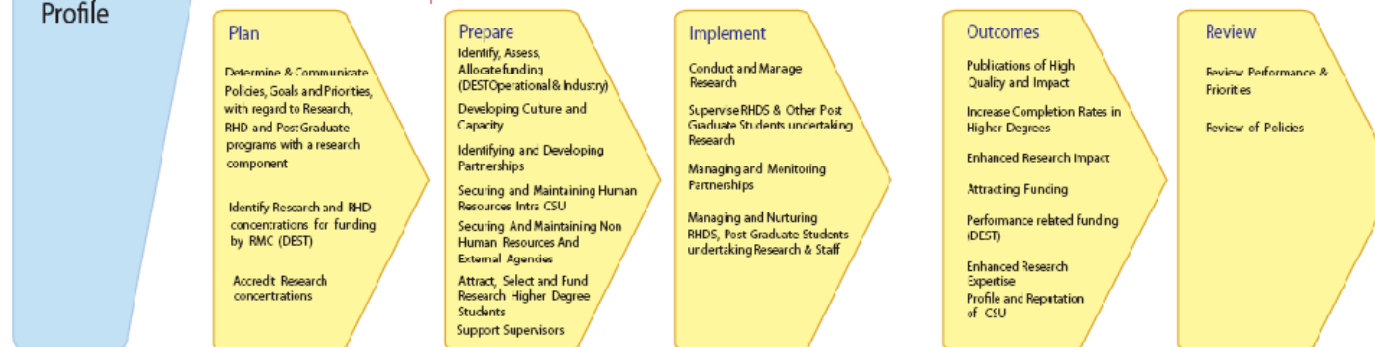 Profile
Plan
Determine & Communicate
Policies, Goals and Priorties,
with regard to Research,
RHD and Post Graduate
programs with a research
component
Identify Research and RHD
concentrations for funding
by RMC (DEST)
Accredit Research
concentrations
Prepare
Identify, Assess,
Allocate funding
(DEST Operational & Industry)
Developing Cuture and
Capacity
Identifying and Developing
Partnerships
Securing and Maintaining Human
Resources Intra CSU
Securing And Maintaining Non
Human Resources And
External Agencies
Attract, Select and Fund
Research Higher Degree
Students
Support Supervisors
Implement
Conduct and Manage
Research
Supervise RHDS & Other Post
Graduate Students undertaking
Research
Managing and Monitoring
Partnerships
Managing and Nurturing
RHDS, Post Graduate Students
undertaking Research & Staff
Outcomes
Publications of High
Quality and Impact
Increase Completion Rates in
Higher Degrees
Enhanced Research Impact
Attracting Funding
Performance related funding
(DEST)
Enhanced Research
Expertise
Profile and Reputation
of CSU
Review
Review Performance &
Priorities
Review of Policies